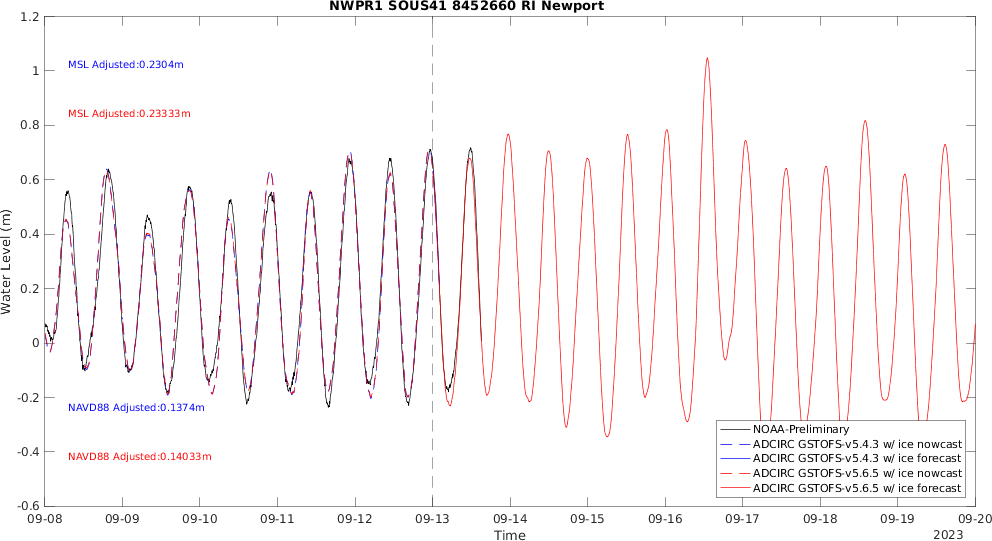 NWPR1 SOUS41 8452660 RI Newport
1.2
1
0.8
0.6
0.4
0.2
0
-0.2
-0.4
-0.6
Water Level (m)
MSL Adjusted:0.2304m
MSL Adjusted:0.23333m
NAVD88 Adjusted:0.1374m
NAVD88 Adjusted:0.14033m
NOAA-Preliminary
ADCIRC GSTOFS-v5.4.3 w/ ice nowcast
ADCIRC GSTOFS-v5.4.3 w/ ice forecast
ADCIRC GSTOFS-v5.6.5 w/ ice nowcast
ADCIRC GSTOFS-v5.6.5 w/ ice forecast
09-08 09-09 09-10 09-11 09-12 09-13 09-14 09-15 09-16 09-17 09-18 09-19 09-20
Time
2023